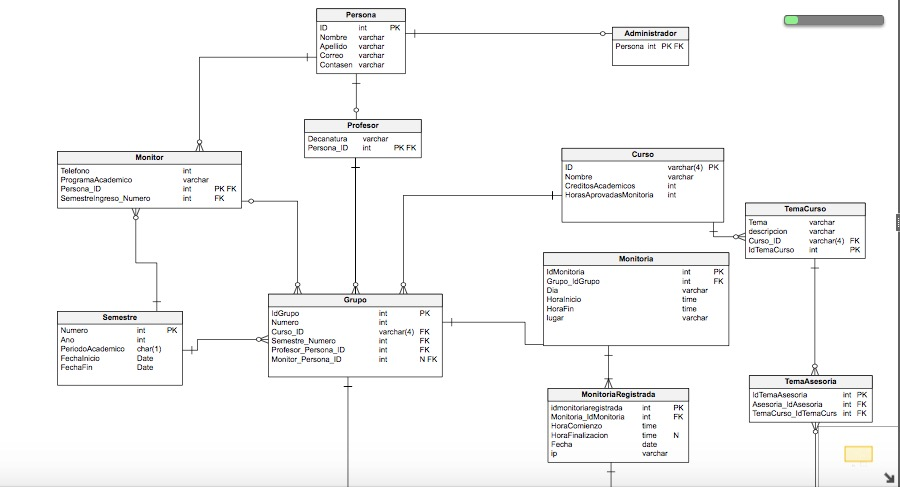 Persona
ID int PK
Nombre varchar
Apellido varchar
Correo varchar
Contasen varchar
Administrador
Persona int PK FK
Profesor
Decanatura varchar
Persona_ID int PK FK
Monitor
Telefono int
ProgramaAcademico varchar
Persona_ID int PK FK
SemestreIngreso_Numero int FK
Curso
ID varchar(4) PK
Nombre varchar
CreditosAcademicos int
HorasAprovadasMonitoria int
TemaCurso
Tema varchar
descripcion varchar
Curso_ID varchar(4) FK
IdTemaCurso int PK
Monitoria
IdMonitoria int PK
Grupo_IdGrupo int FK
Dia varchar
HoraInicio time
HoraFin time
lugar varchar
Grupo
IdGrupo int PK
Numero int
Curso_ID varchar(4) FK
Semestre_Numero int FK
Profesor_Persona_ID int FK
Monitor_Persona_ID int N FK
Semestre
Numero int PK
Ano int
PeriodoAcademico char(1)
FechaInicio Date
FechaFin Date
MonitoriaRegistrada
idmonitoriaregistrada int PK
Monitoria_IdMonitoria int FK
HoraComienzo time
HoraFinalizacion time N
Fecha date
ip varchar
TemaAsesoria
IdTemaAsesoria int PK
Asesoria_IdAsesoria int FK
TemaCurso_IdTemaCurs int FK